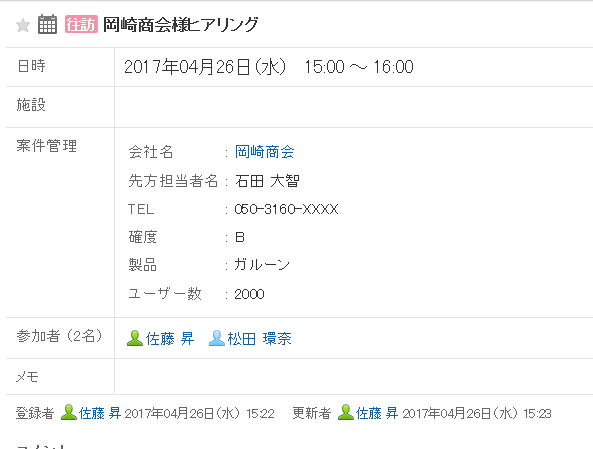 往訪 岡崎商会様ヒアリング
日時 2017年04月26日(水) 15:00 ～ 16:00
施設
案件管理
会社名 : 岡崎商会
先方担当者名 : 石田 大智
TEL : 050-3160-XXXX
確度 : B
製品 : ガルーン
ユーザー数 : 2000
参加者 (2名) 佐藤 昇 松田 環奈
メモ
登録者 佐藤 昇 2017年04月26日(水) 15:22 更新者 佐藤 昇 2017年04月26日(水) 15:23